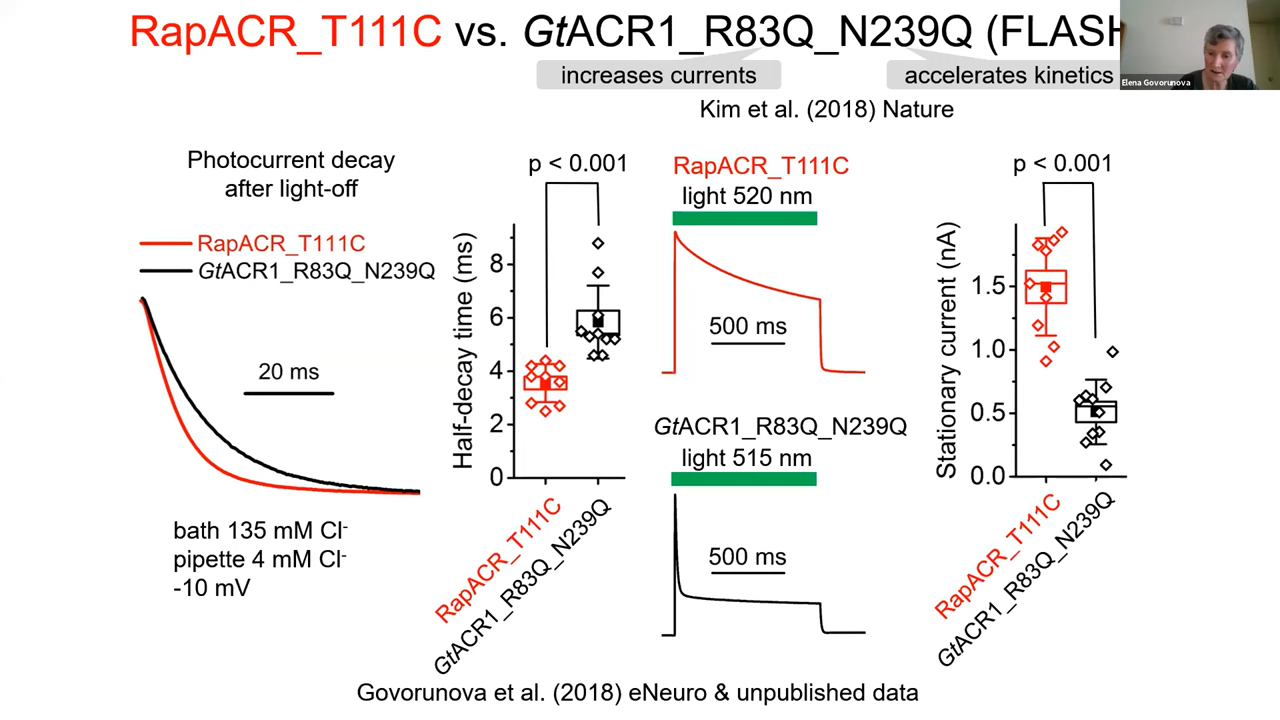 RapACR_T111C vs. GtACR1_R83Q_N239Q (FLASH
increases currents
accelerates kinetics
Elena Govorunova
Kim et al. (2018) Nature
Photocurrent decay
after light-off
RapACR_T111C
GtACR1_R83Q_N239Q
20 ms
bath 135 mM Cl-
pipette 4 mM Cl-
-10 mV
p < 0.001
Half-decay time (ms)
8
6
4
2
0
RapACR_T111C
GtACR1_R83Q_N239Q
RapACR_T111C
light 520 nm
500 ms
GtACR1_R83Q_N239Q
light 515 nm
500 ms
p < 0.001
Stationary current (nA)
1.5
1.0
0.5
0.0
RapACR_T111C
GtACR1_R83Q_N239Q
Govorunova et al. (2018) eNeuro & unpublished data